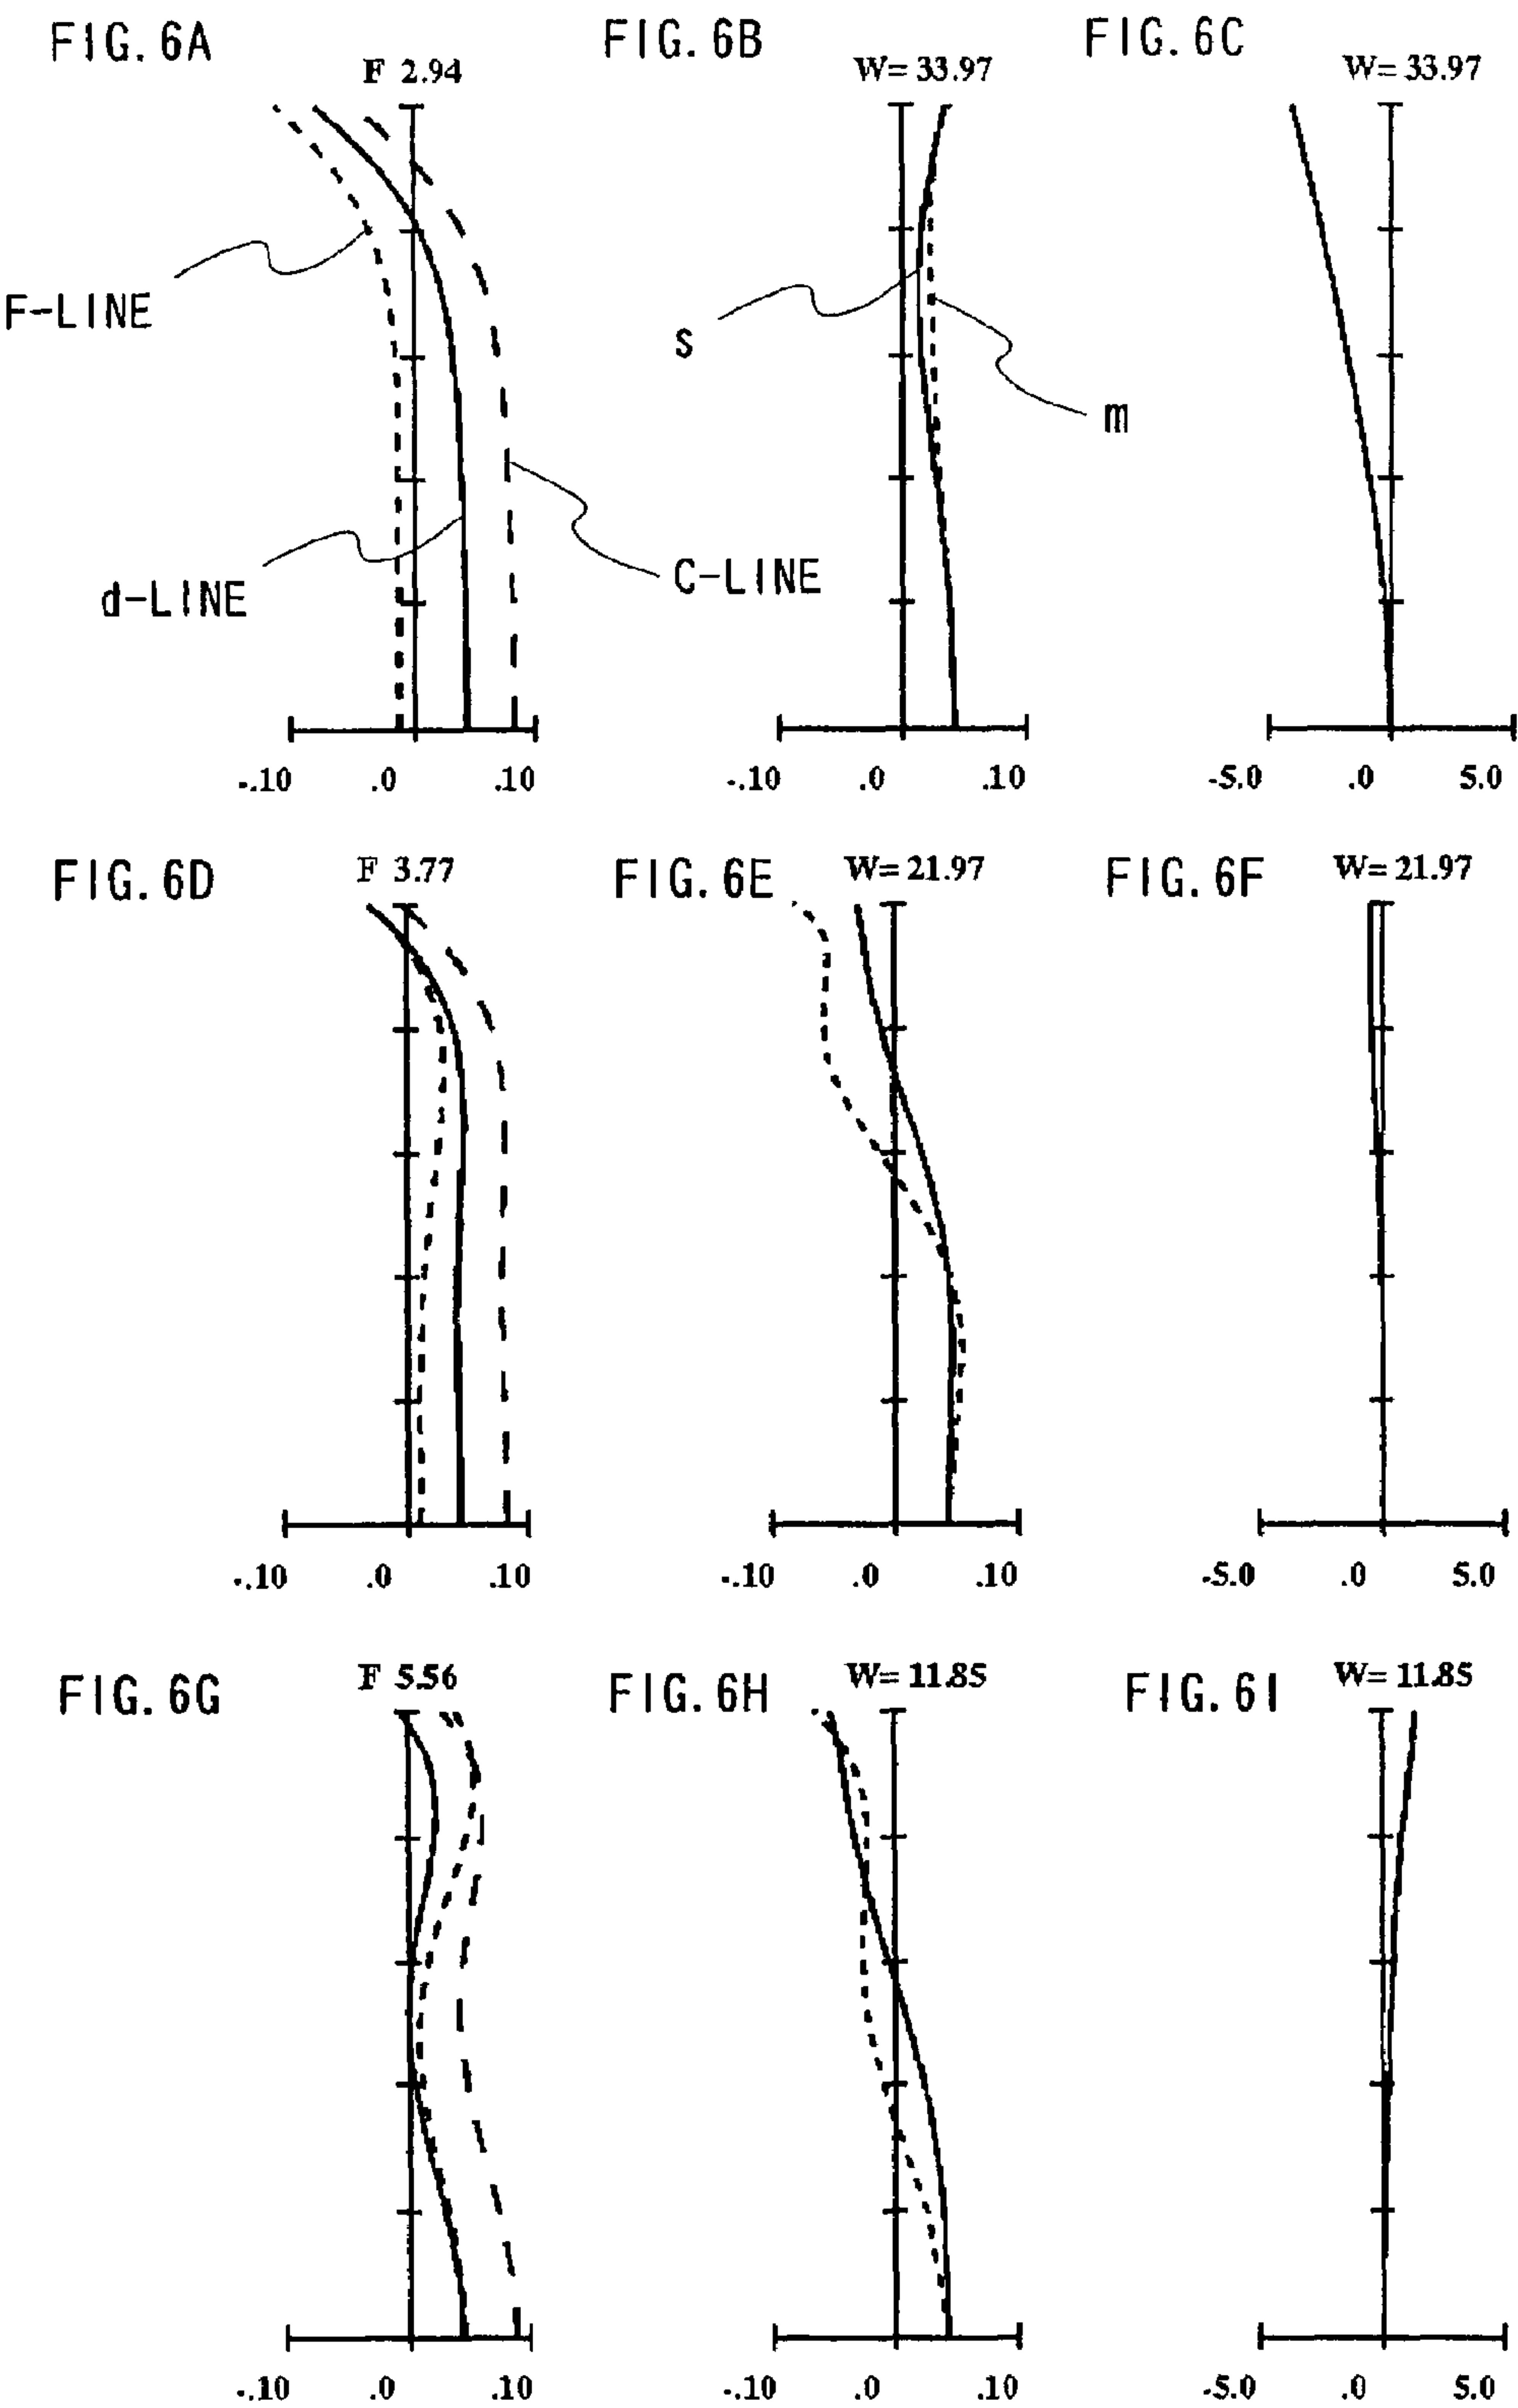 FIG. 6A
F 2.94
FIG. 6B
W= 33.97
FIG. 6C
W= 33.97
F-LINE
d-LINE
C-LINE
s
m
-.10 .0 .10
-.10 .0 .10
-5.0 .0 5.0
FIG. 6D
F 3.77
FIG. 6E
W= 21.97
FIG. 6F
W= 21.97
-.10 .0 .10
-.10 .0 .10
-5.0 .0 5.0
FIG. 6G
F 5.56
FIG. 6H
W= 11.85
FIG. 6I
W= 11.85
-.10 .0 .10
-.10 .0 .10
-5.0 .0 5.0